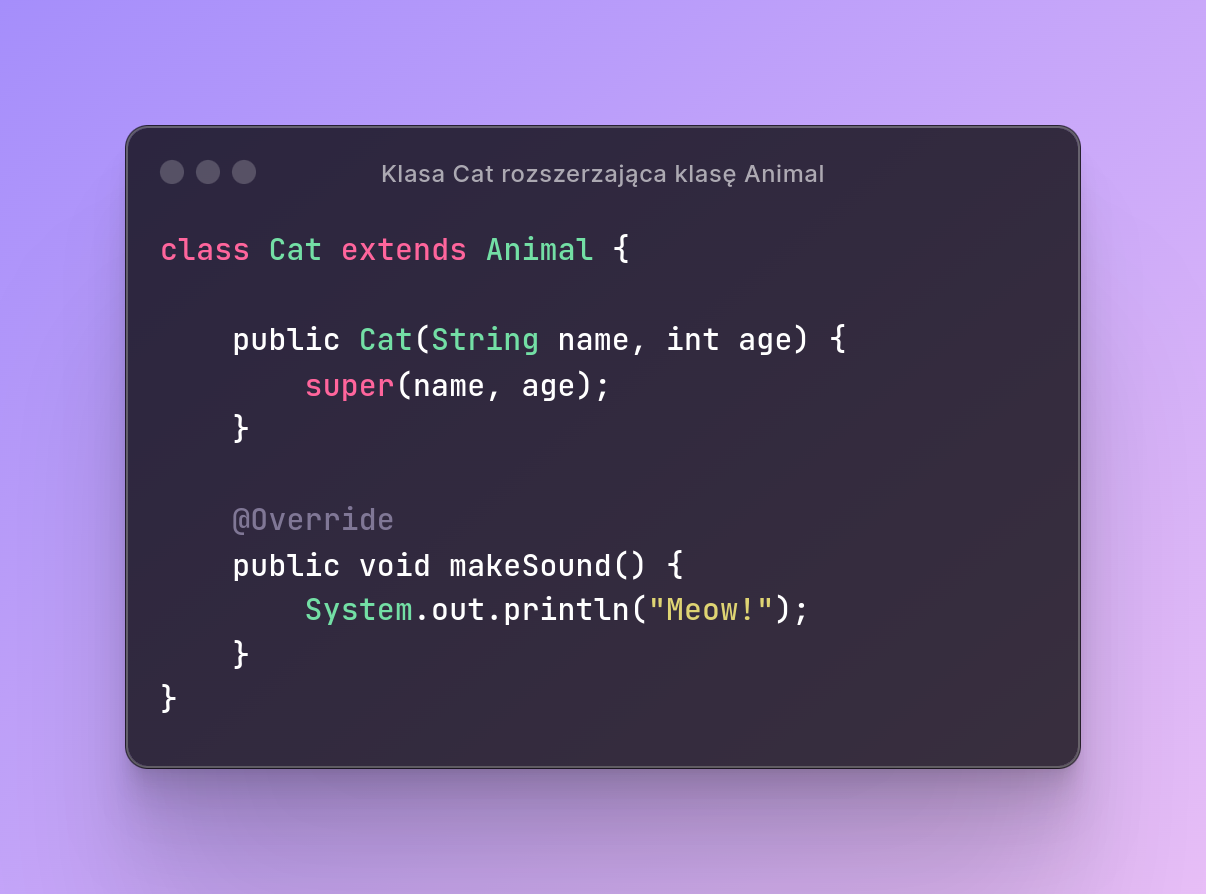 Klasa Cat rozszerzająca klasę Animal
class Cat extends Animal {
    public Cat(String name, int age) {
        super(name, age);
    }
    @Override
    public void makeSound() {
        System.out.println("Meow!");
    }
}